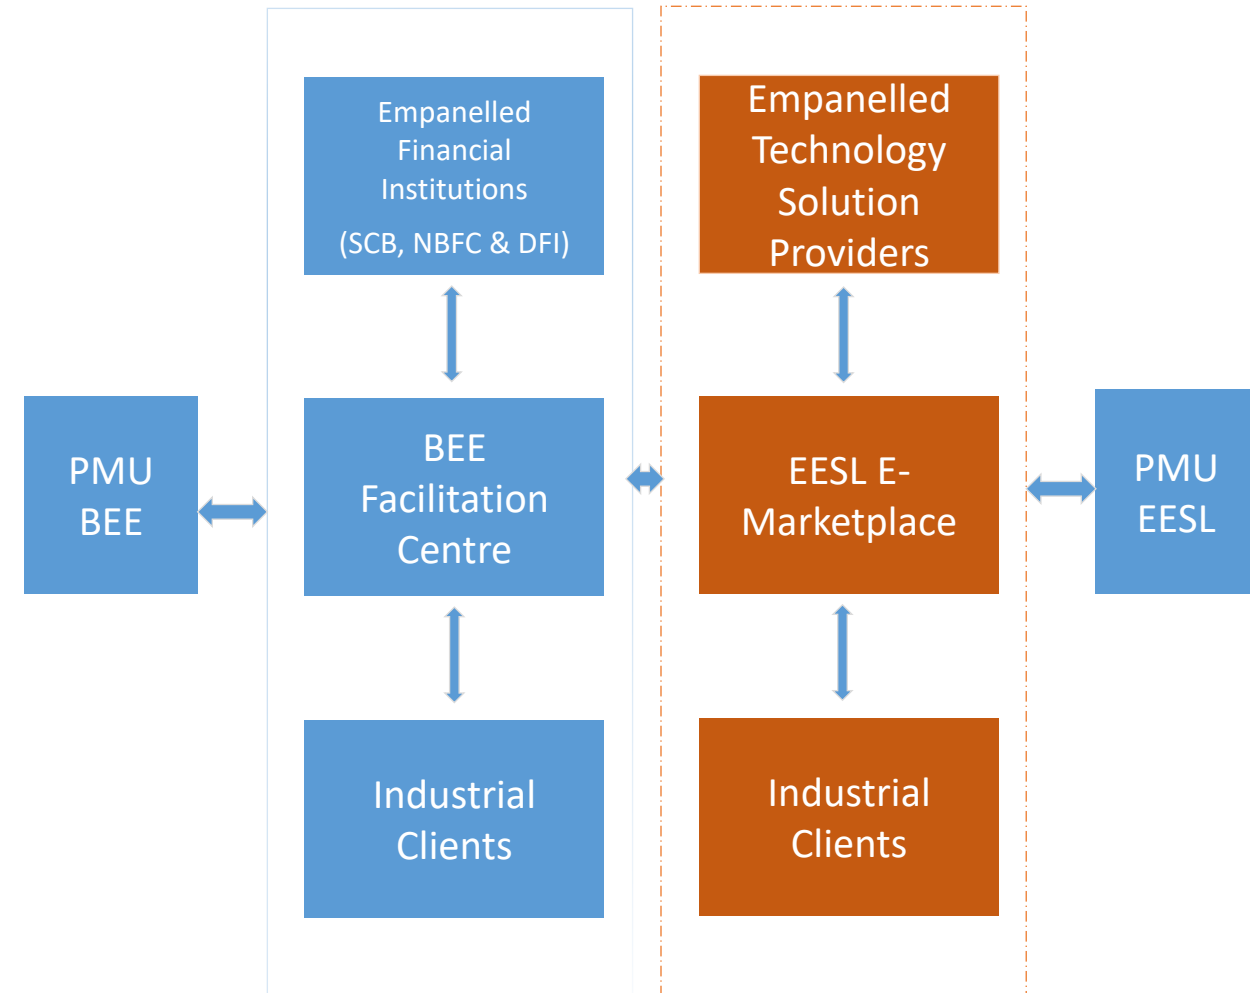 Empanelled
Financial
Institutions
(SCB, NBFC & DFI)
Empanelled
Technology
Solution
Providers
PMU
BEE
BEE
Facilitation
Centre
EESL E-
Marketplace
PMU
EESL
Industrial
Clients
Industrial
Clients